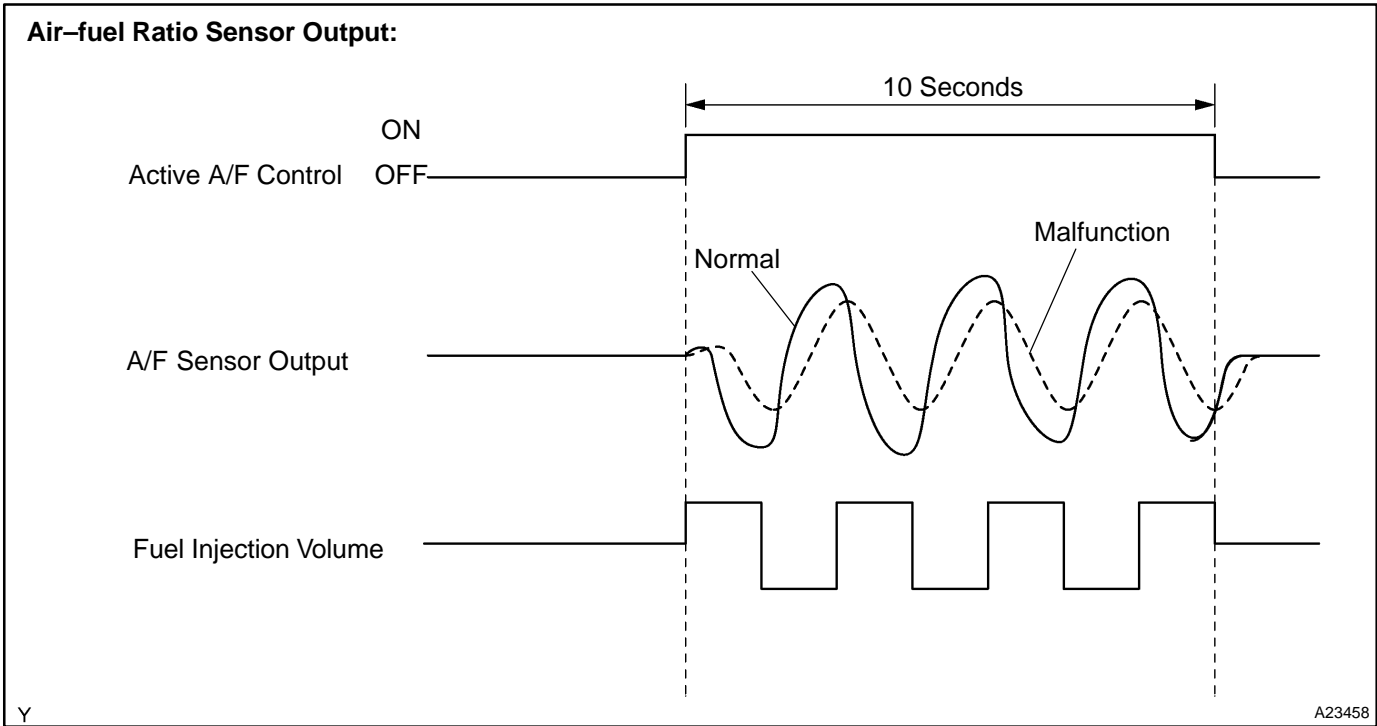 Air–fuel Ratio Sensor Output:
10 Seconds
ON
Active A/F Control OFF
Malfunction
Normal
A/F Sensor Output
Fuel Injection Volume
Y
A23458